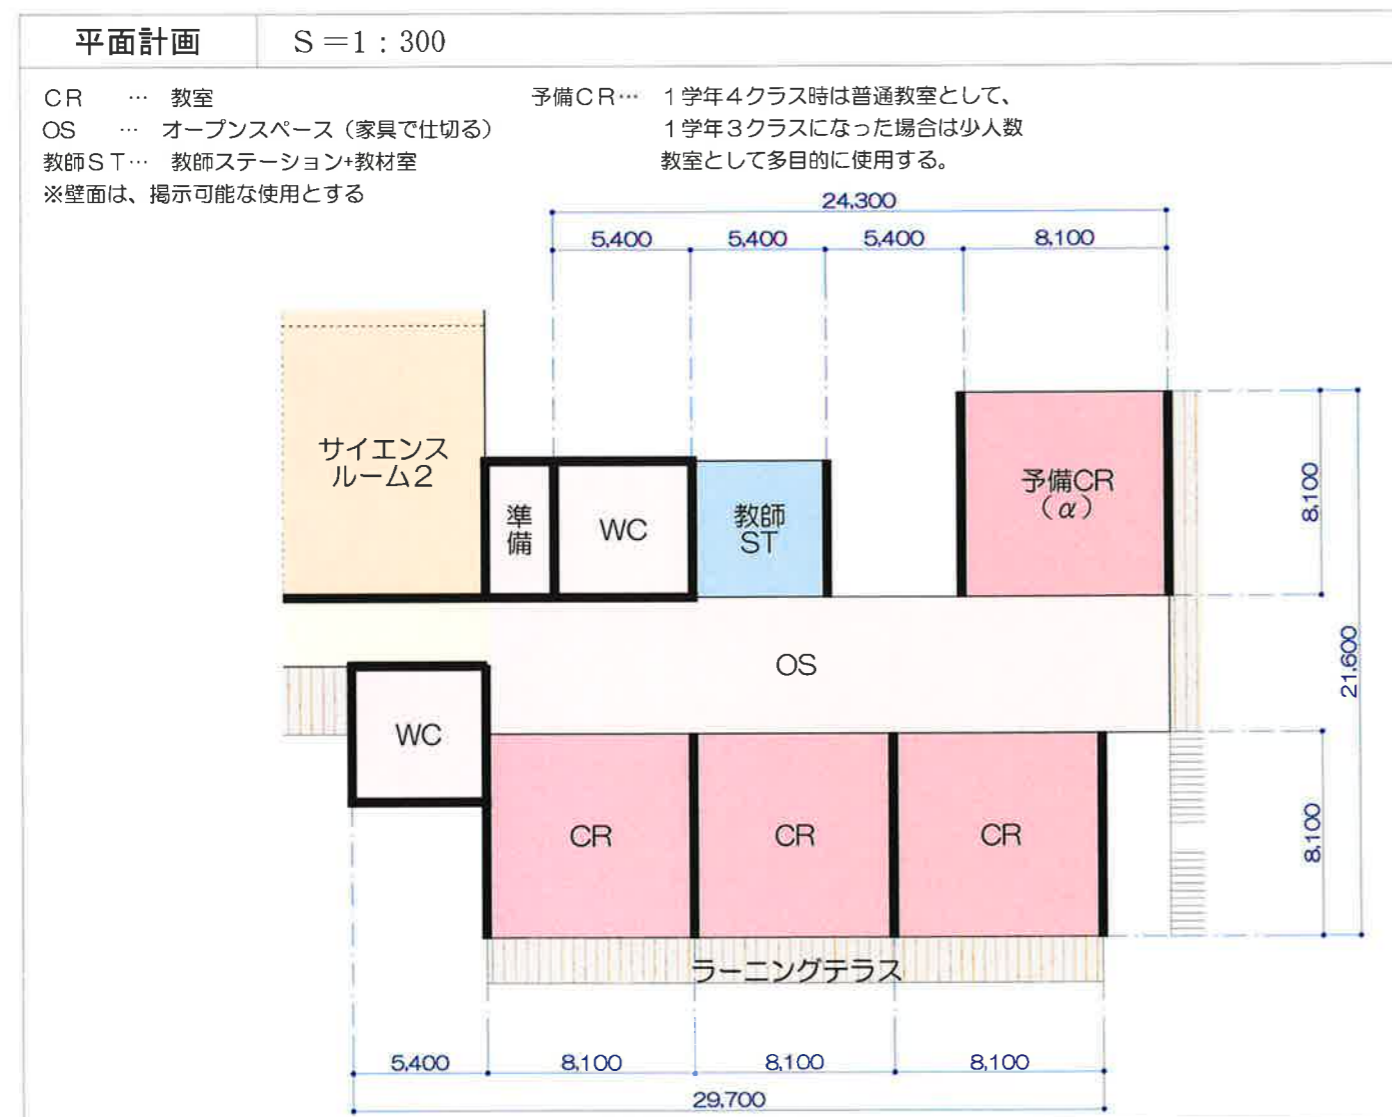 平面計画
S＝1：300
CR … 教室
OS … オープンスペース（家具で仕切る）
教師ST… 教師ステーション+教材室
※壁面は、掲示可能な使用とする
予備CR… 1学年4クラス時は普通教室として、
1学年3クラスになった場合は少人数
教室として多目的に使用する。
24,300
5,400
5,400
5,400
8,100
サイエンス
ルーム2
準
備
WC
教師
ST
予備CR
（α）
8,100
21,600
OS
WC
CR
CR
CR
8,100
ラーニングテラス
5,400
8,100
8,100
8,100
29,700